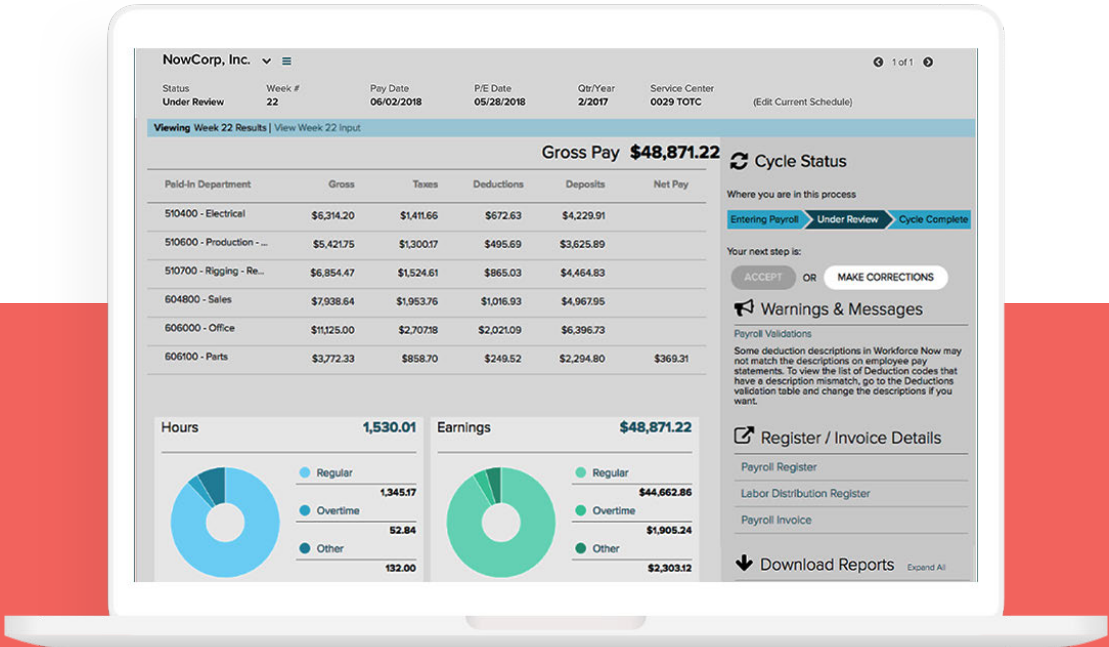 NowCorp, Inc.
1 of 1
Status Week # Pay Date P/E Date Qtr/Year Service Center
Under Review 22 06/02/2018 05/28/2018 2/2017 0029 TOTC (Edit Current Schedule)
Viewing Week 22 Results | View Week 22 Input
Gross Pay $48,871.22
Paid-In Department Gross Taxes Deductions Deposits Net Pay
510400 - Electrical $6,314.20 $1,411.66 $672.63 $4,229.91
510600 - Production - ... $5,421.75 $1,300.17 $495.69 $3,625.89
510700 - Rigging - Re... $6,854.47 $1,524.61 $865.03 $4,464.83
604800 - Sales $7,938.64 $1,953.76 $1,016.93 $4,967.95
606000 - Office $11,125.00 $2,707.18 $2,021.09 $6,396.73
606100 - Parts $3,772.33 $858.70 $249.52 $2,294.80 $369.31
Hours 1,530.01
Regular
1,345.17
Overtime
52.84
Other
132.00
Earnings $48,871.22
Regular
$44,662.86
Overtime
$1,905.24
Other
$2,303.12
Cycle Status
Where you are in this process
Entering Payroll Under Review Cycle Complete
Your next step is:
ACCEPT OR MAKE CORRECTIONS
Warnings & Messages
Payroll Validations
Some deduction descriptions in Workforce Now may
not match the descriptions on employee pay
statements. To view the list of Deduction codes that
have a description mismatch, go to the Deductions
validation table and change the descriptions if you
want.
Register / Invoice Details
Payroll Register
Labor Distribution Register
Payroll Invoice
Download Reports Expand All